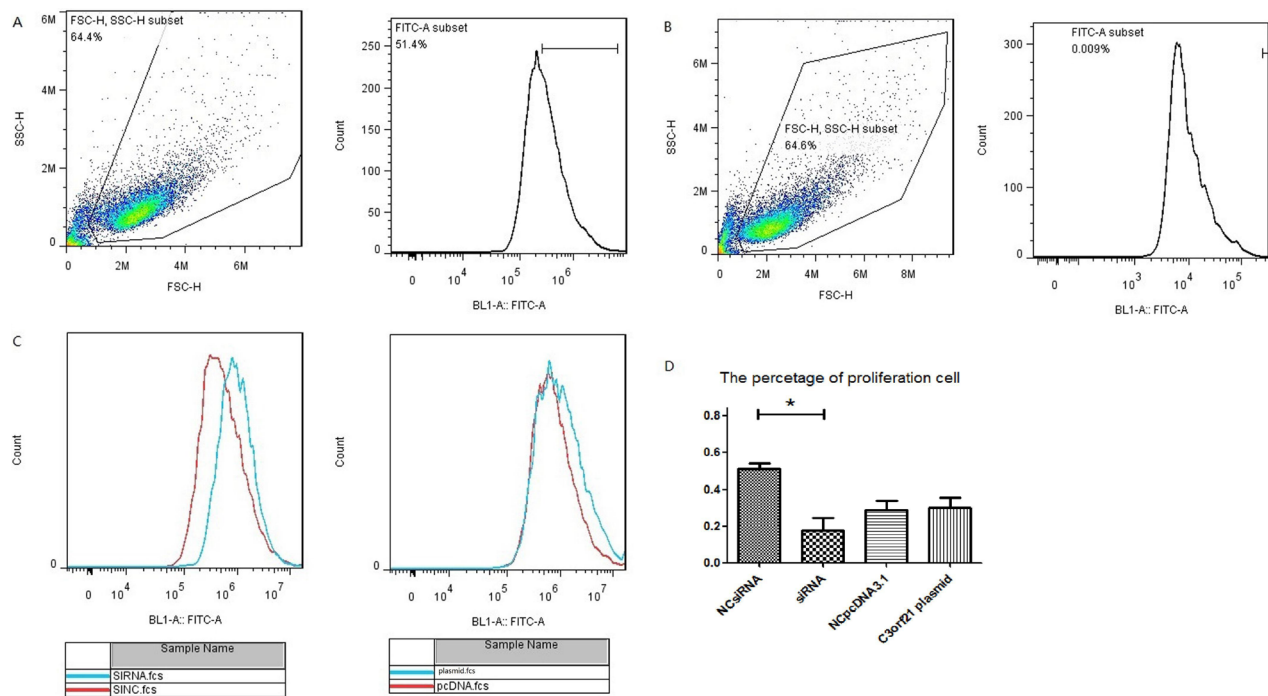 A
FSC-H, SSC-H subset
64.4%
6M
4M
2M
0
SSC-H
0 2M 4M 6M
FSC-H
FITC-A subset
51.4%
250
200
150
100
50
0
Count
0 10^4 10^5 10^6
BL1-A:: FITC-A
B
FSC-H, SSC-H subset
64.6%
6M
4M
2M
0
SSC-H
0 2M 4M 6M 8M
FSC-H
FITC-A subset
0.009%
300
200
100
0
Count
0 10^3 10^4 10^5
BL1-A:: FITC-A
C
Count
0
0 10^4 10^5 10^6 10^7
BL1-A:: FITC-A
Sample Name
SIRNA.fcs
SINC.fcs
Count
0
0 10^4 10^5 10^6 10^7
BL1-A:: FITC-A
Sample Name
plasmid.fcs
pcDNA.fcs
D
The percetage of proliferation cell
*
0.8
0.6
0.4
0.2
0.0
NCsiRNA
siRNA
NCpcDNA3-1
C3orf21 plasmid